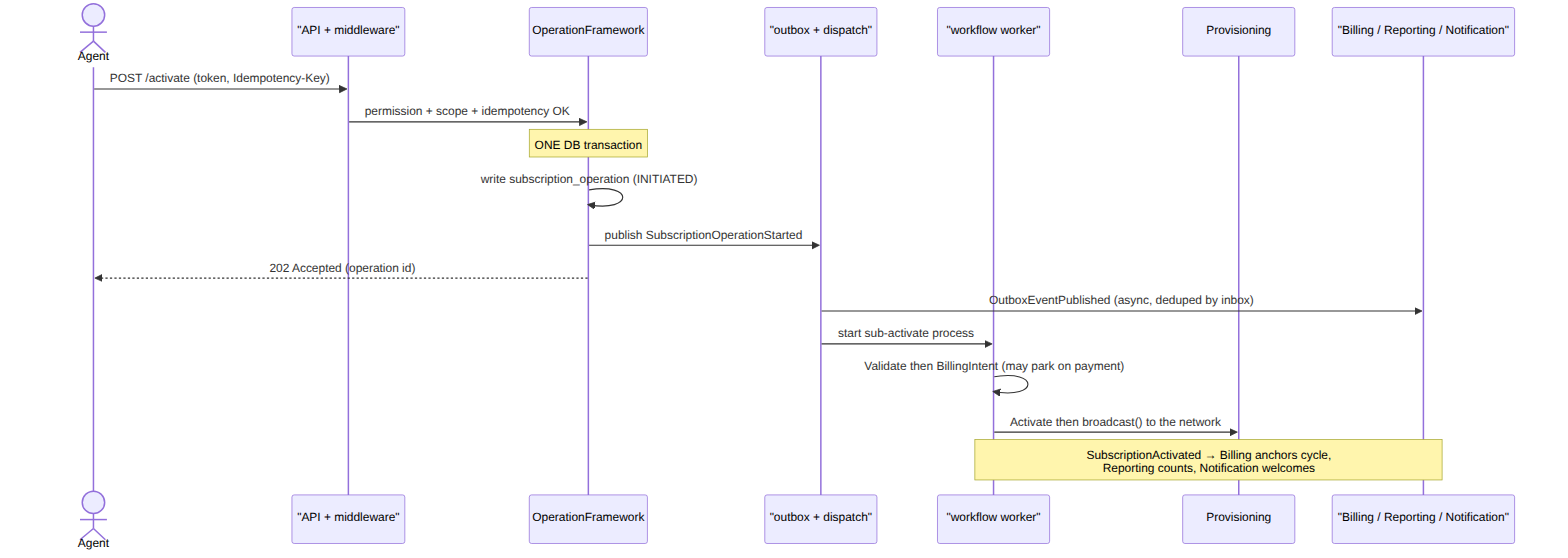 Agent
"API + middleware"
OperationFramework
"outbox + dispatch"
"workflow worker"
Provisioning
"Billing / Reporting / Notification"
POST /activate (token, Idempotency-Key)
permission + scope + idempotency OK
ONE DB transaction
write subscription_operation (INITIATED)
publish SubscriptionOperationStarted
202 Accepted (operation id)
OutboxEventPublished (async, deduped by inbox)
start sub-activate process
Validate then BillingIntent (may park on payment)
Activate then broadcast() to the network
SubscriptionActivated → Billing anchors cycle,
Reporting counts, Notification welcomes
Agent
"API + middleware"
OperationFramework
"outbox + dispatch"
"workflow worker"
Provisioning
"Billing / Reporting / Notification"